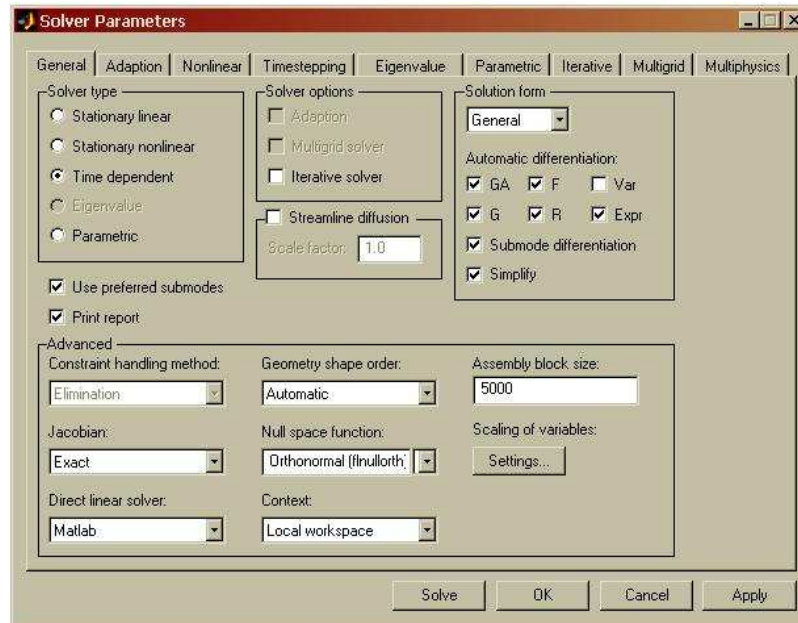 Solver Parameters
General Adaption Nonlinear Timestepping Eigenvalue Parametric Iterative Multigrid Multiphysics
Solver type
Stationary linear
Stationary nonlinear
Time dependent
Eigenvalue
Parametric
Solver options
Adaption
Multigrid solver
Iterative solver
Streamline diffusion
Scale factor: 1.0
Solution form
General
Automatic differentiation:
GA F Var
G R Expr
Submode differentiation
Simplify
Use preferred submodes
Print report
Advanced
Constraint handling method: Geometry shape order: Assembly block size:
Elimination Automatic 5000
Jacobian: Null space function: Scaling of variables:
Exact Orthonormal (flnullorth) Settings...
Direct linear solver: Context:
Matlab Local workspace
Solve OK Cancel Apply